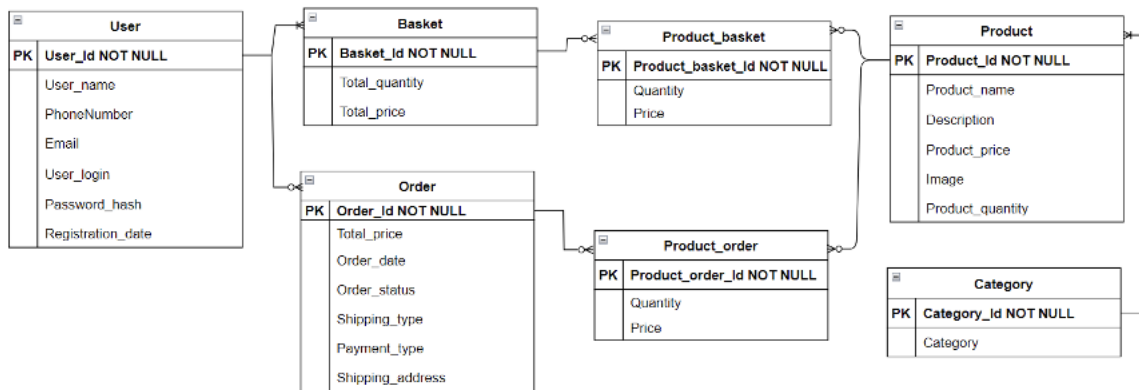 User
PK User_Id NOT NULL
User_name
PhoneNumber
Email
User_login
Password_hash
Registration_date
Basket
PK Basket_Id NOT NULL
Total_quantity
Total_price
Order
PK Order_Id NOT NULL
Total_price
Order_date
Order_status
Shipping_type
Payment_type
Shipping_address
Product_basket
PK Product_basket_Id NOT NULL
Quantity
Price
Product_order
PK Product_order_Id NOT NULL
Quantity
Price
Product
PK Product_Id NOT NULL
Product_name
Description
Product_price
Image
Product_quantity
Category
PK Category_Id NOT NULL
Category